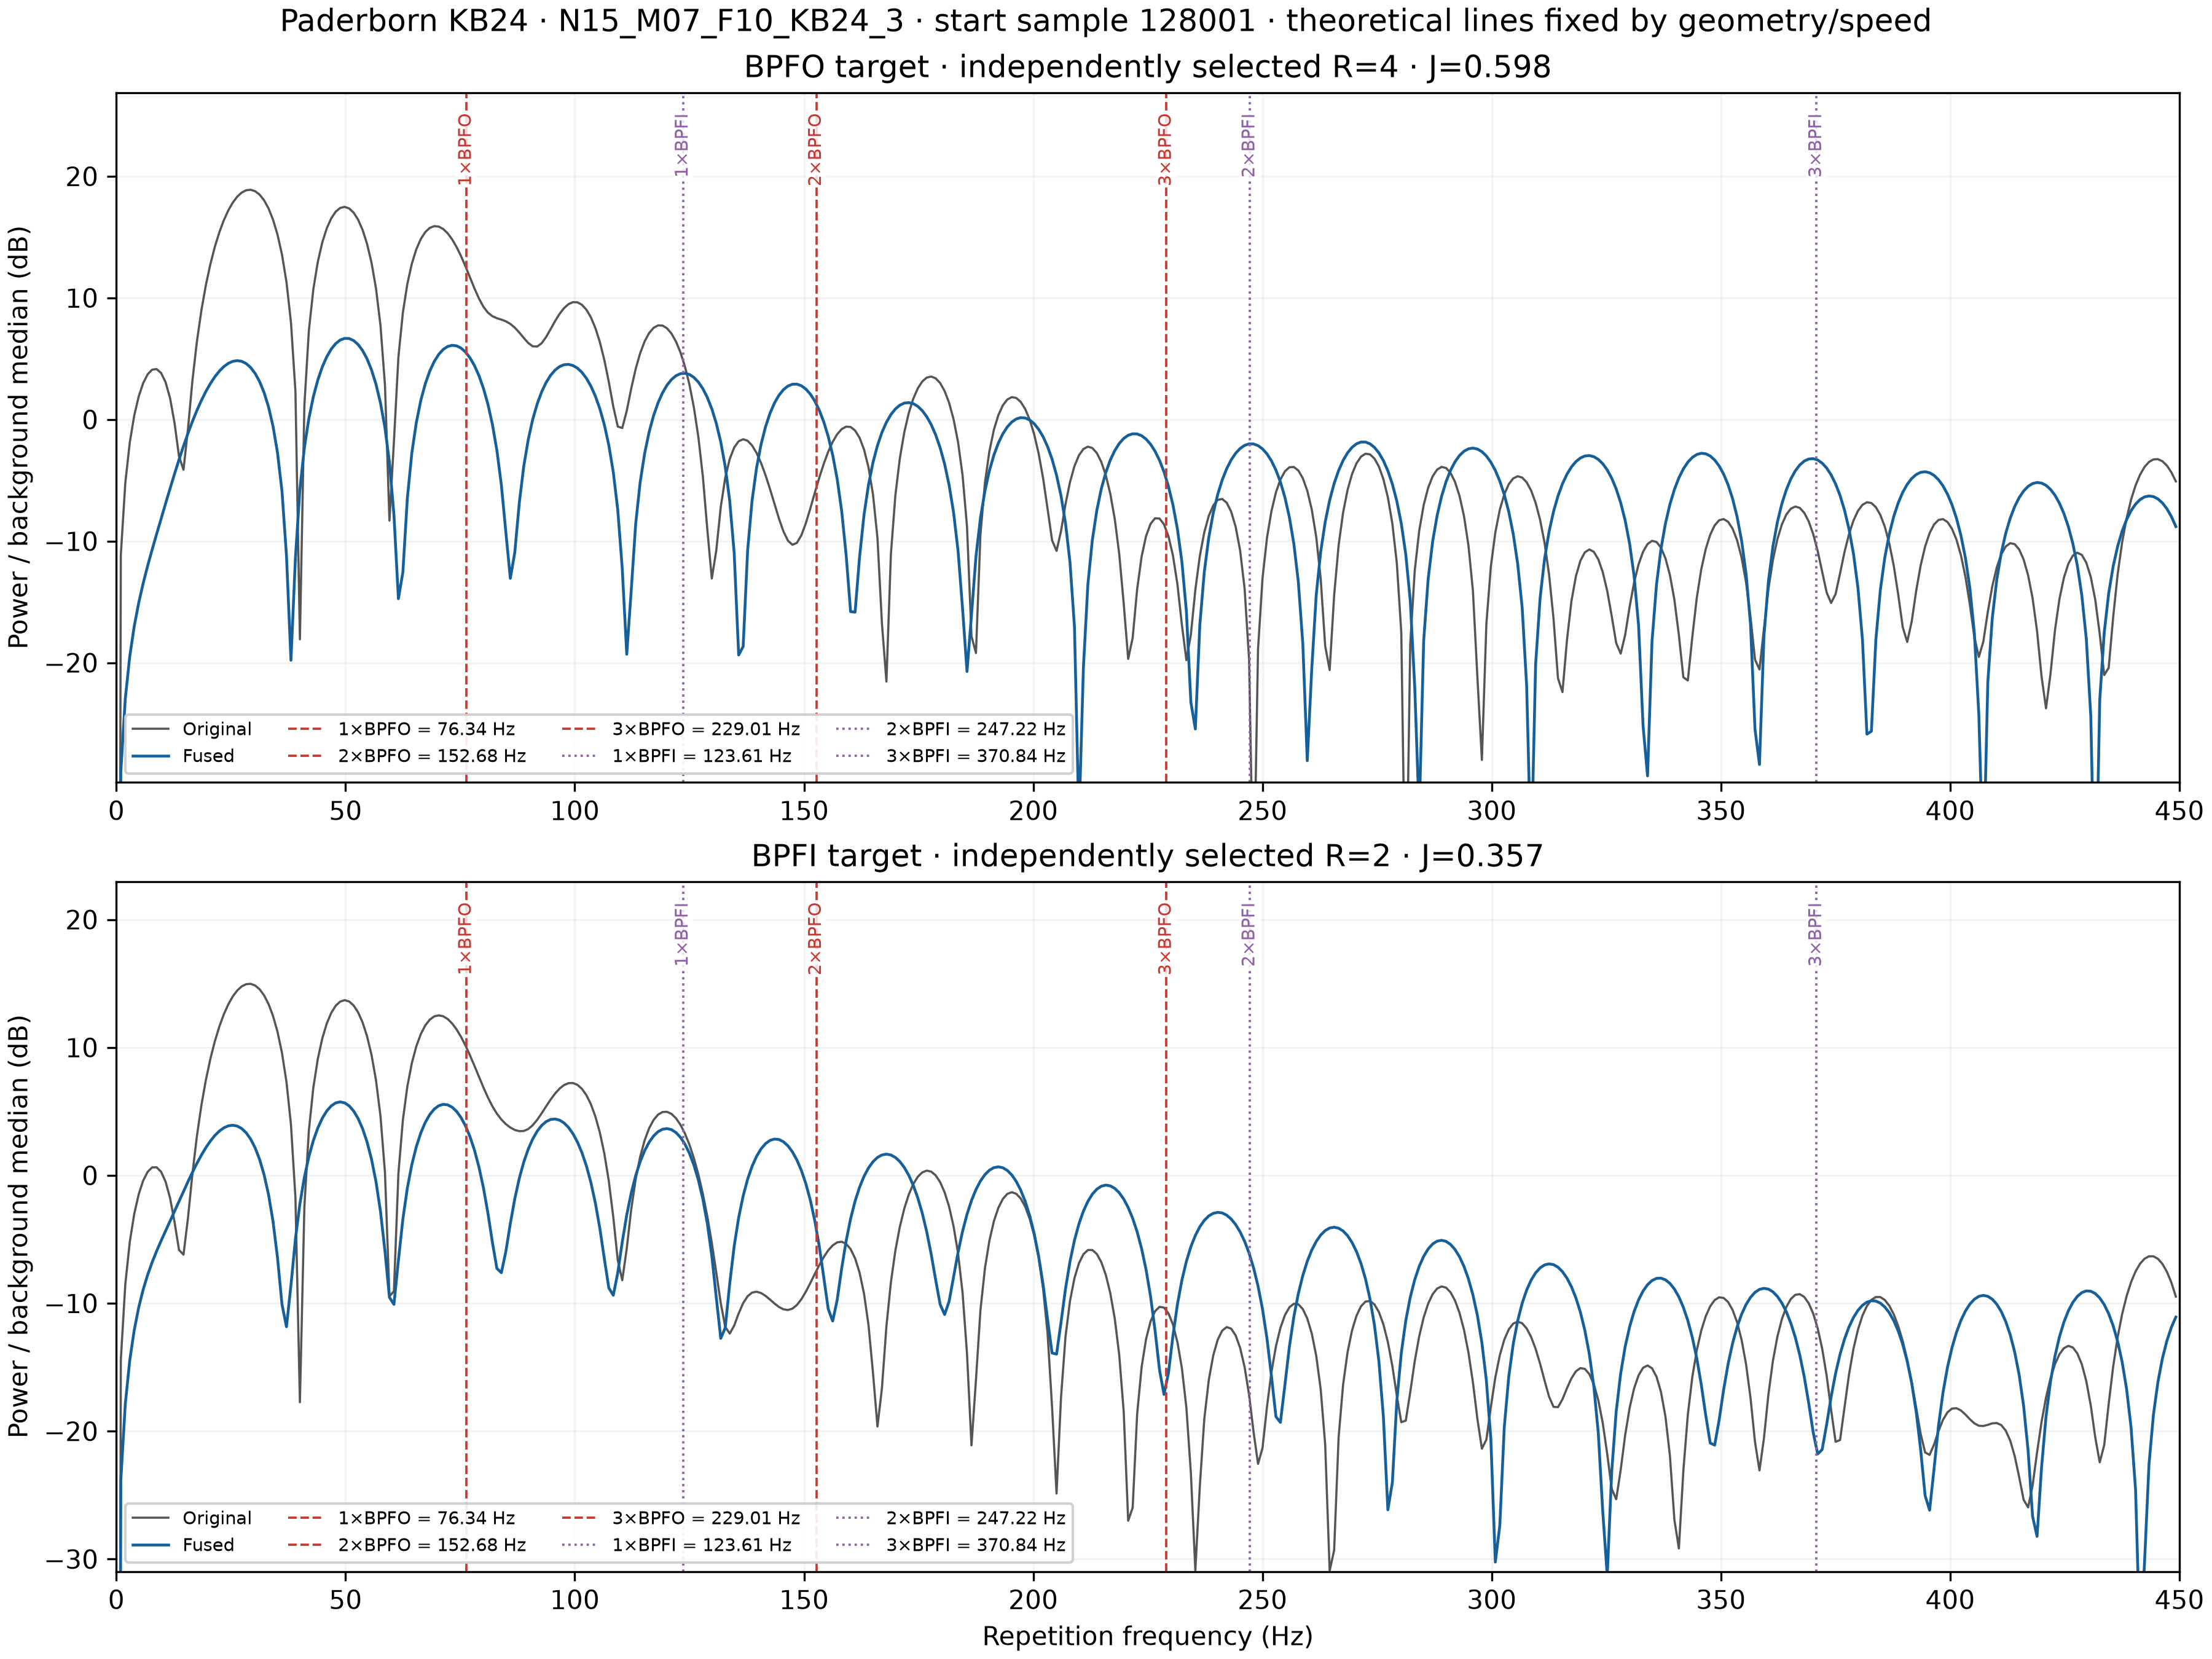 Paderborn KB24 · N15_M07_F10_KB24_3 · start sample 128001 · theoretical lines fixed by geometry/speed
BPFO target · independently selected R=4 · J=0.598
1×BPFO
1×BPFI
2×BPFO
3×BPFO
2×BPFI
3×BPFI
Power / background median (dB)
20
10
0
−10
−20
Original
1×BPFO = 76.34 Hz
3×BPFO = 229.01 Hz
2×BPFI = 247.22 Hz
Fused
2×BPFO = 152.68 Hz
1×BPFI = 123.61 Hz
3×BPFI = 370.84 Hz
0 50 100 150 200 250 300 350 400 450
BPFI target · independently selected R=2 · J=0.357
1×BPFO
1×BPFI
2×BPFO
3×BPFO
2×BPFI
3×BPFI
Power / background median (dB)
20
10
0
−10
−20
−30
Original
1×BPFO = 76.34 Hz
3×BPFO = 229.01 Hz
2×BPFI = 247.22 Hz
Fused
2×BPFO = 152.68 Hz
1×BPFI = 123.61 Hz
3×BPFI = 370.84 Hz
0 50 100 150 200 250 300 350 400 450
Repetition frequency (Hz)